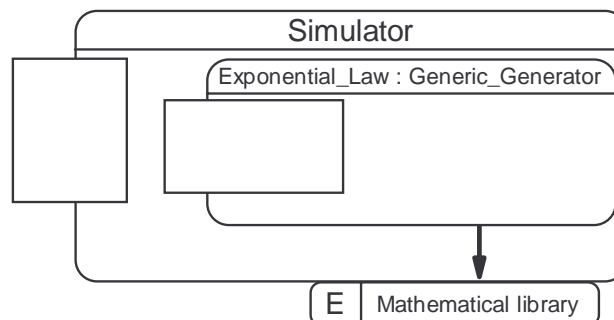 Simulator
Exponential_Law : Generic_Generator
E Mathematical library